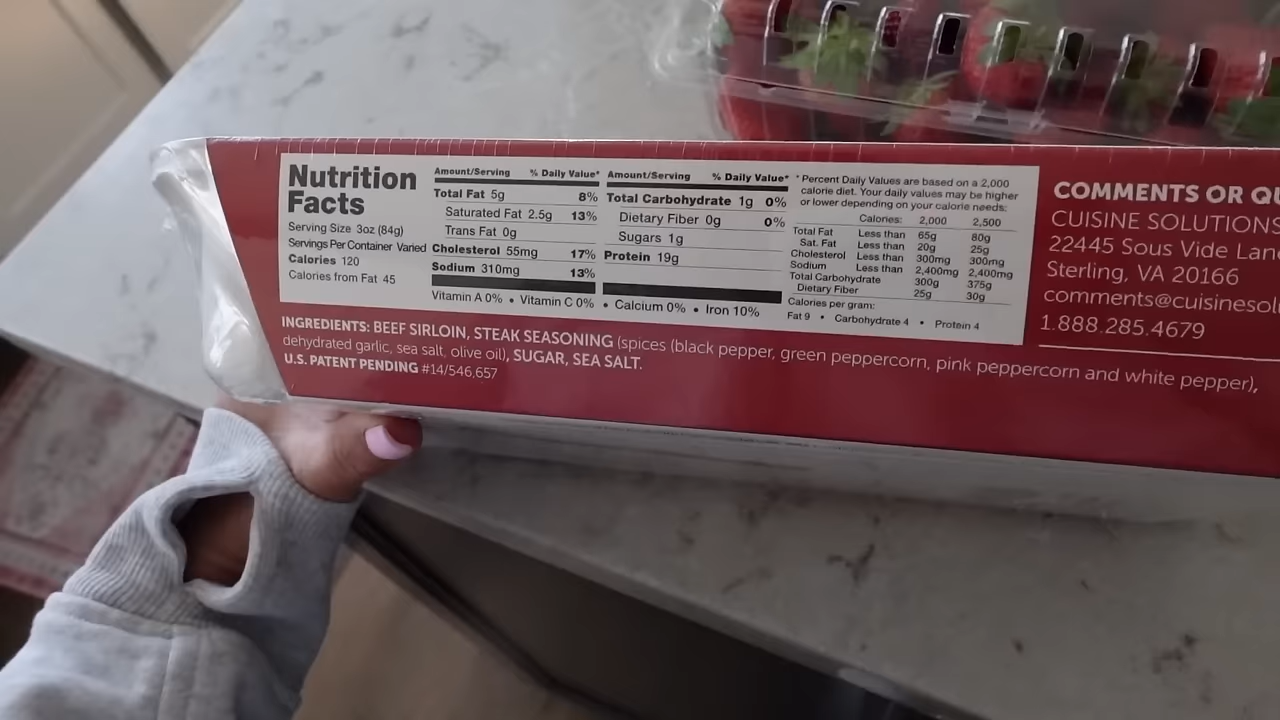 Nutrition
Facts
Serving Size 3oz (84g)
Servings Per Container Varied
Calories 120
Calories from Fat 45
Amount/Serving % Daily Value*
Total Fat 5g 8%
Saturated Fat 2.5g 13%
Trans Fat 0g
Cholesterol 55mg 17%
Sodium 310mg 13%
Amount/Serving % Daily Value*
Total Carbohydrate 1g 0%
Dietary Fiber 0g 0%
Sugars 1g
Protein 19g
Vitamin A 0% • Vitamin C 0% • Calcium 0% • Iron 10%
* Percent Daily Values are based on a 2,000
calorie diet. Your daily values may be higher
or lower depending on your calorie needs:
Calories: 2,000 2,500
Total Fat Less than 65g 80g
Sat. Fat Less than 20g 25g
Cholesterol Less than 300mg 300mg
Sodium Less than 2,400mg 2,400mg
Total Carbohydrate 300g 375g
Dietary Fiber 25g 30g
Calories per gram:
Fat 9 • Carbohydrate 4 • Protein 4
INGREDIENTS: BEEF SIRLOIN, STEAK SEASONING (spices (black pepper, green peppercorn, pink peppercorn and white pepper),
dehydrated garlic, sea salt, olive oil), SUGAR, SEA SALT.
U.S. PATENT PENDING #14/546,657
COMMENTS OR QU
CUISINE SOLUTIONS
22445 Sous Vide Lane
Sterling, VA 20166
comments@cuisinesol
1.888.285.4679